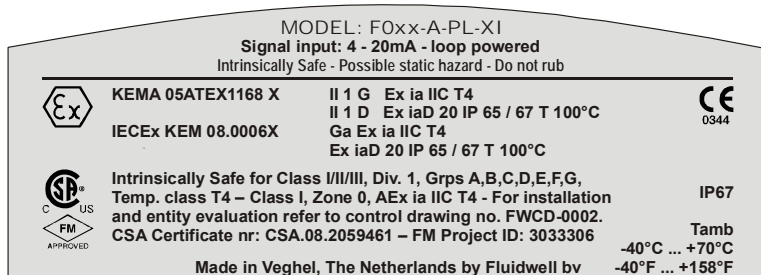 MODEL: F0xx-A-PL-XI
Signal input: 4 - 20mA - loop powered
Intrinsically Safe - Possible static hazard - Do not rub
Ex
KEMA 05ATEX1168 X II 1 G Ex ia IIC T4
II 1 D Ex iaD 20 IP 65 / 67 T 100°C
IECEx KEM 08.0006X Ga Ex ia IIC T4
Ex iaD 20 IP 65 / 67 T 100°C
CE
0344
SP®
C US
FM
APPROVED
Intrinsically Safe for Class I/II/III, Div. 1, Grps A,B,C,D,E,F,G,
Temp. class T4 – Class I, Zone 0, AEx ia IIC T4 - For installation
and entity evaluation refer to control drawing no. FWCD-0002.
CSA Certificate nr: CSA.08.2059461 – FM Project ID: 3033306
IP67
Tamb
-40°C ... +70°C
-40°F ... +158°F
Made in Veghel, The Netherlands by Fluidwell bv